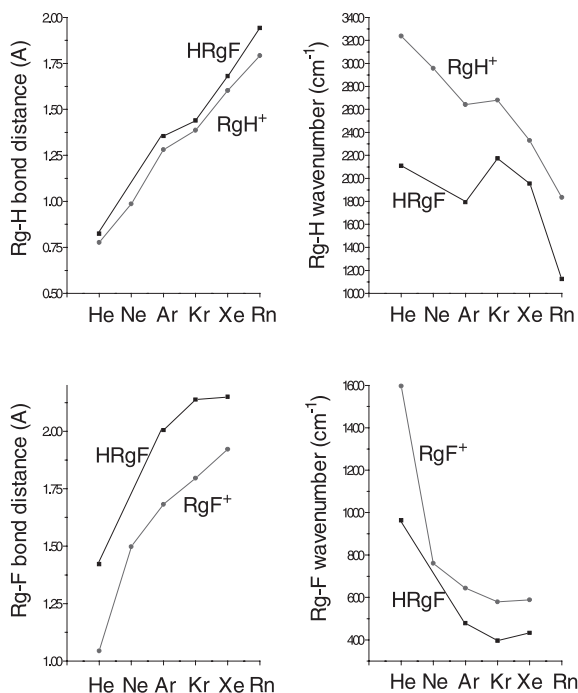 Rg-H bond distance (A)
2.00
1.75
1.50
1.25
1.00
0.75
0.50
HRgF
RgH+
He Ne Ar Kr Xe Rn
Rg-H wavenumber (cm-1)
3400
3200
3000
2800
2600
2400
2200
2000
1800
1600
1400
1200
1000
RgH+
HRgF
He Ne Ar Kr Xe Rn
Rg-F bond distance (A)
2.00
1.75
1.50
1.25
1.00
HRgF
RgF+
He Ne Ar Kr Xe Rn
Rg-F wavenumber (cm-1)
1600
1400
1200
1000
800
600
400
RgF+
HRgF
He Ne Ar Kr Xe Rn